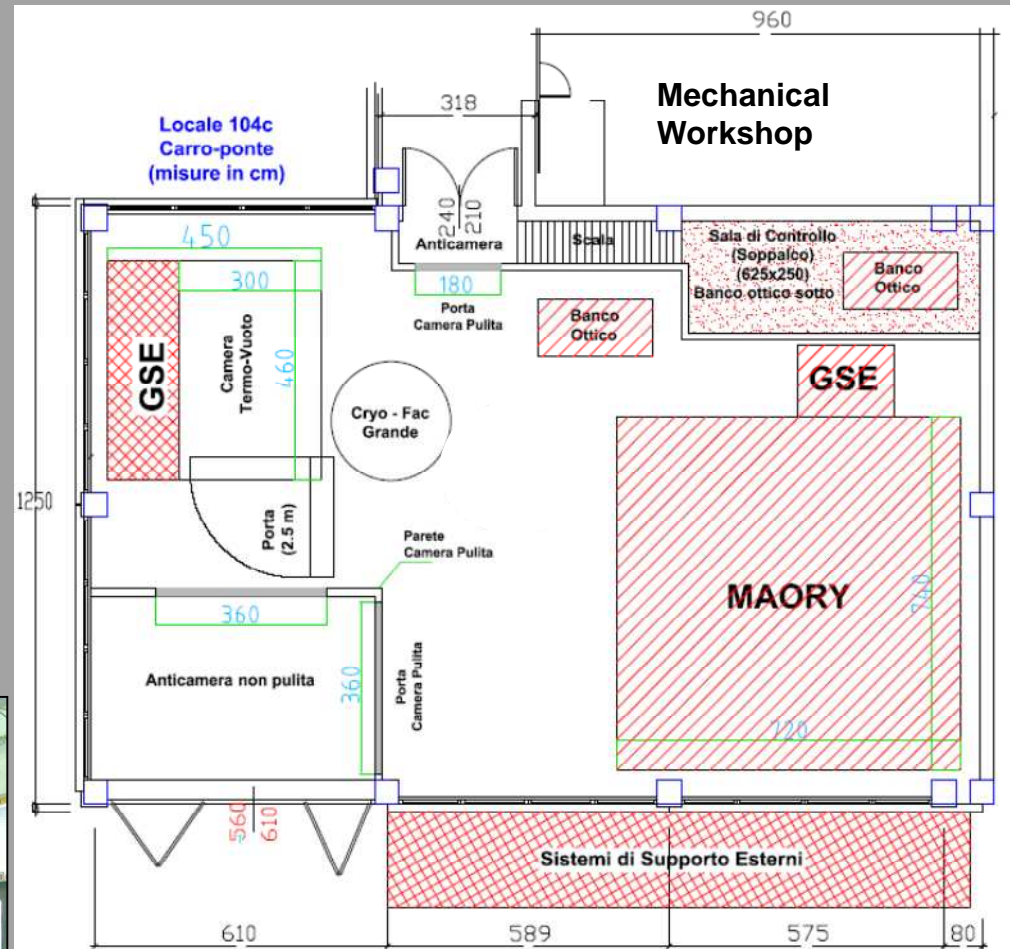 960
Mechanical
Workshop
318
Locale 104c
Carro-ponte
(misure in cm)
240
210
Anticamera
Scala
Sala di Controllo
(Soppalco)
(625x250)
Banco ottico sotto
Banco
Ottico
450
300
180
Porta
Camera Pulita
Banco
Ottico
GSE
Camera
Termo-Vuoto
460
Cryo - Fac
Grande
GSE
1250
Porta
(2.5 m)
Parete
Camera Pulita
MAORY
740
360
Anticamera non pulita
360
Porta
Camera Pulita
720
560
610
Sistemi di Supporto Esterni
610
589
575
80